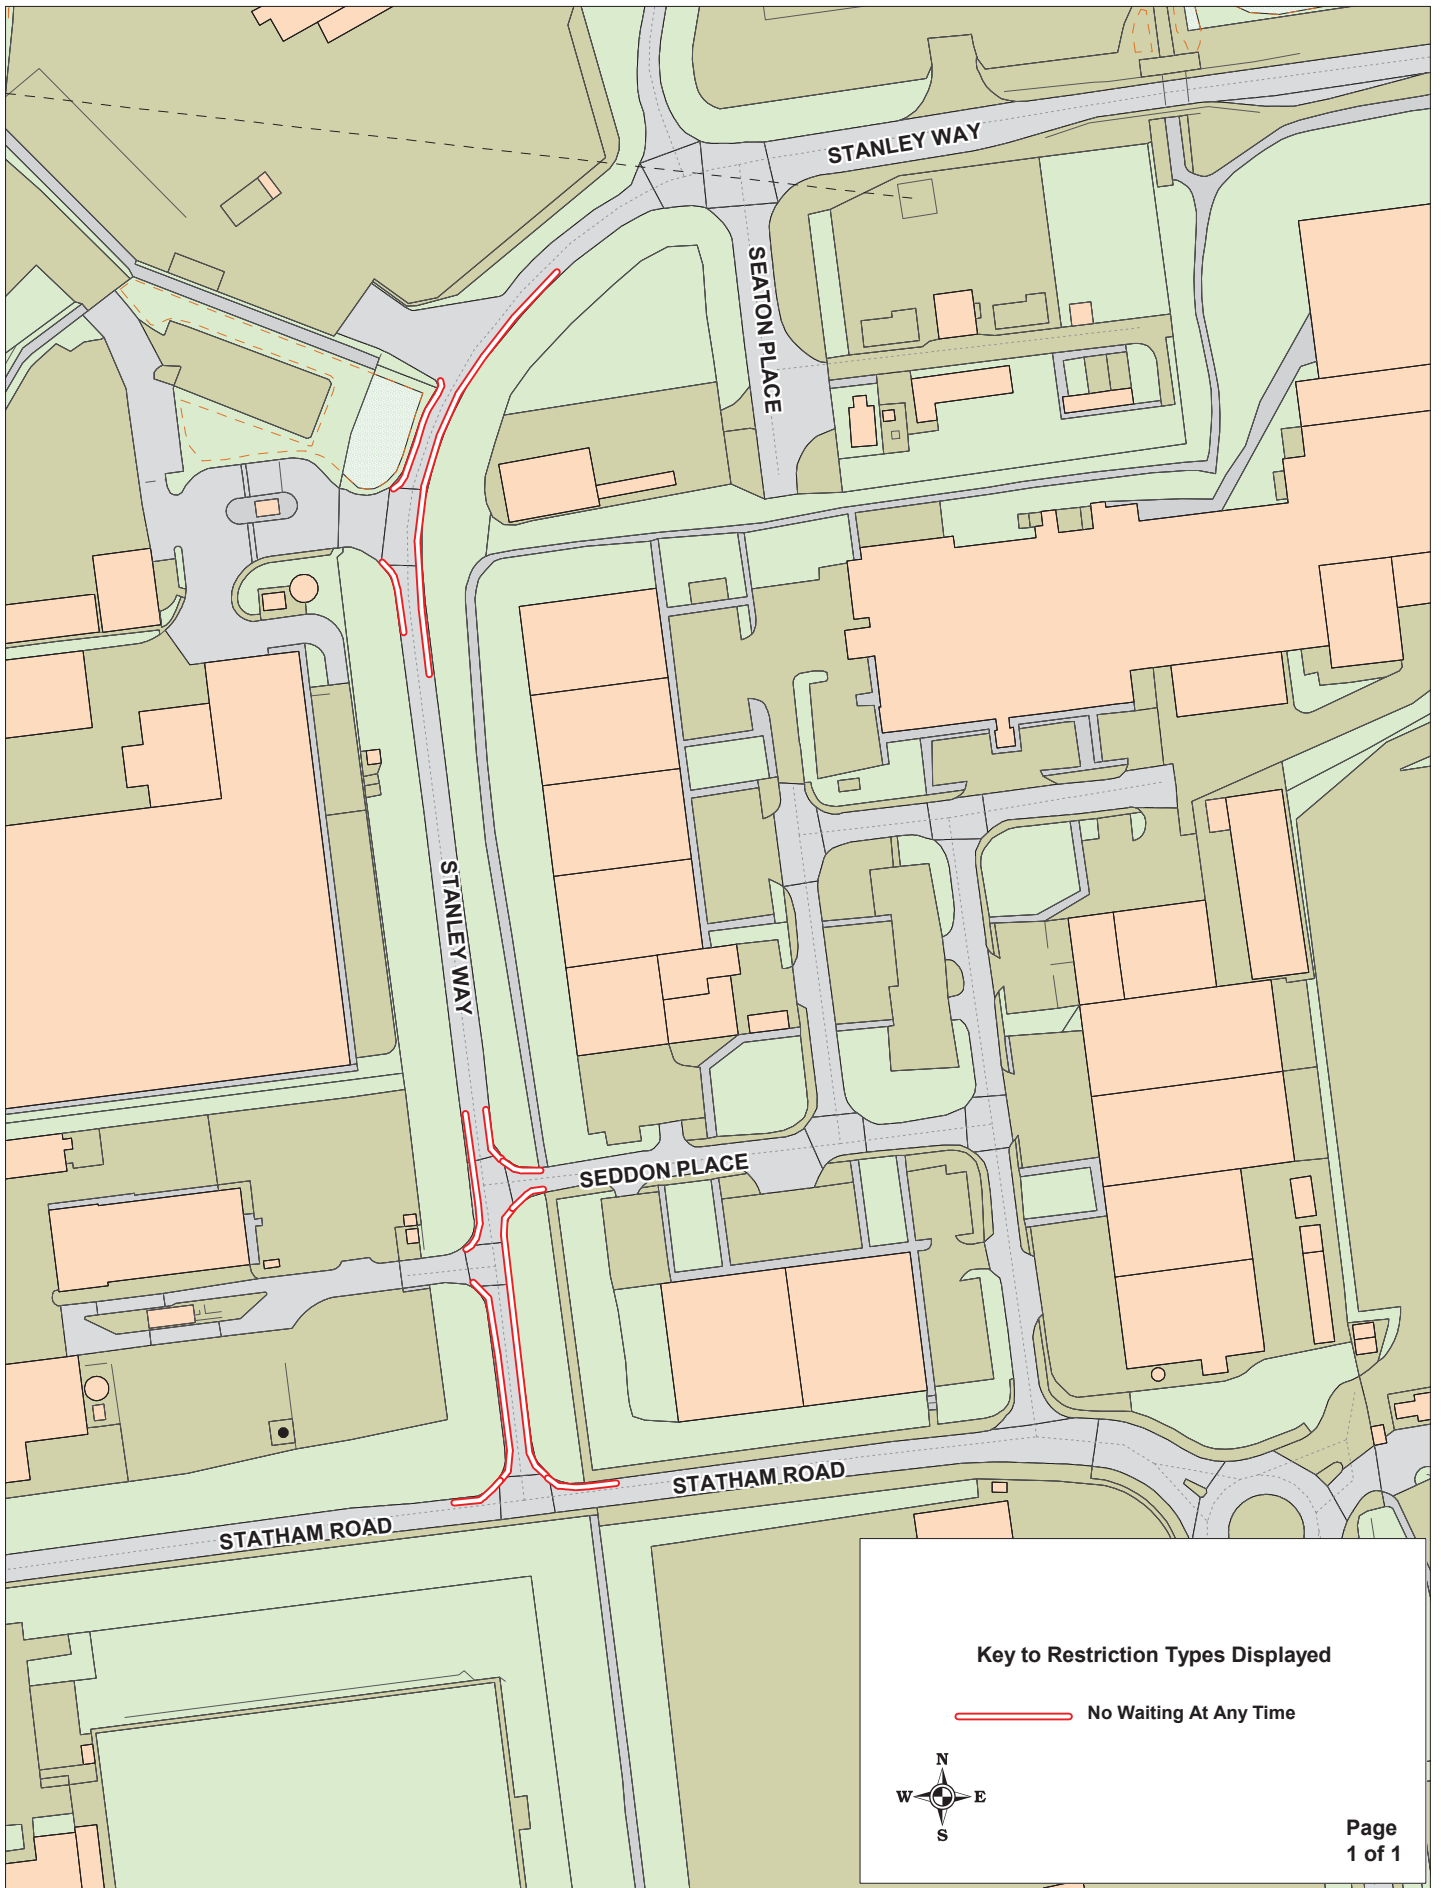 STANLEY WAY
SEATON PLACE
STANLEY WAY
SEDDON PLACE
STATHAM ROAD
STATHAM ROAD
Key to Restriction Types Displayed
No Waiting At Any Time
N
W E
S
Page
1 of 1